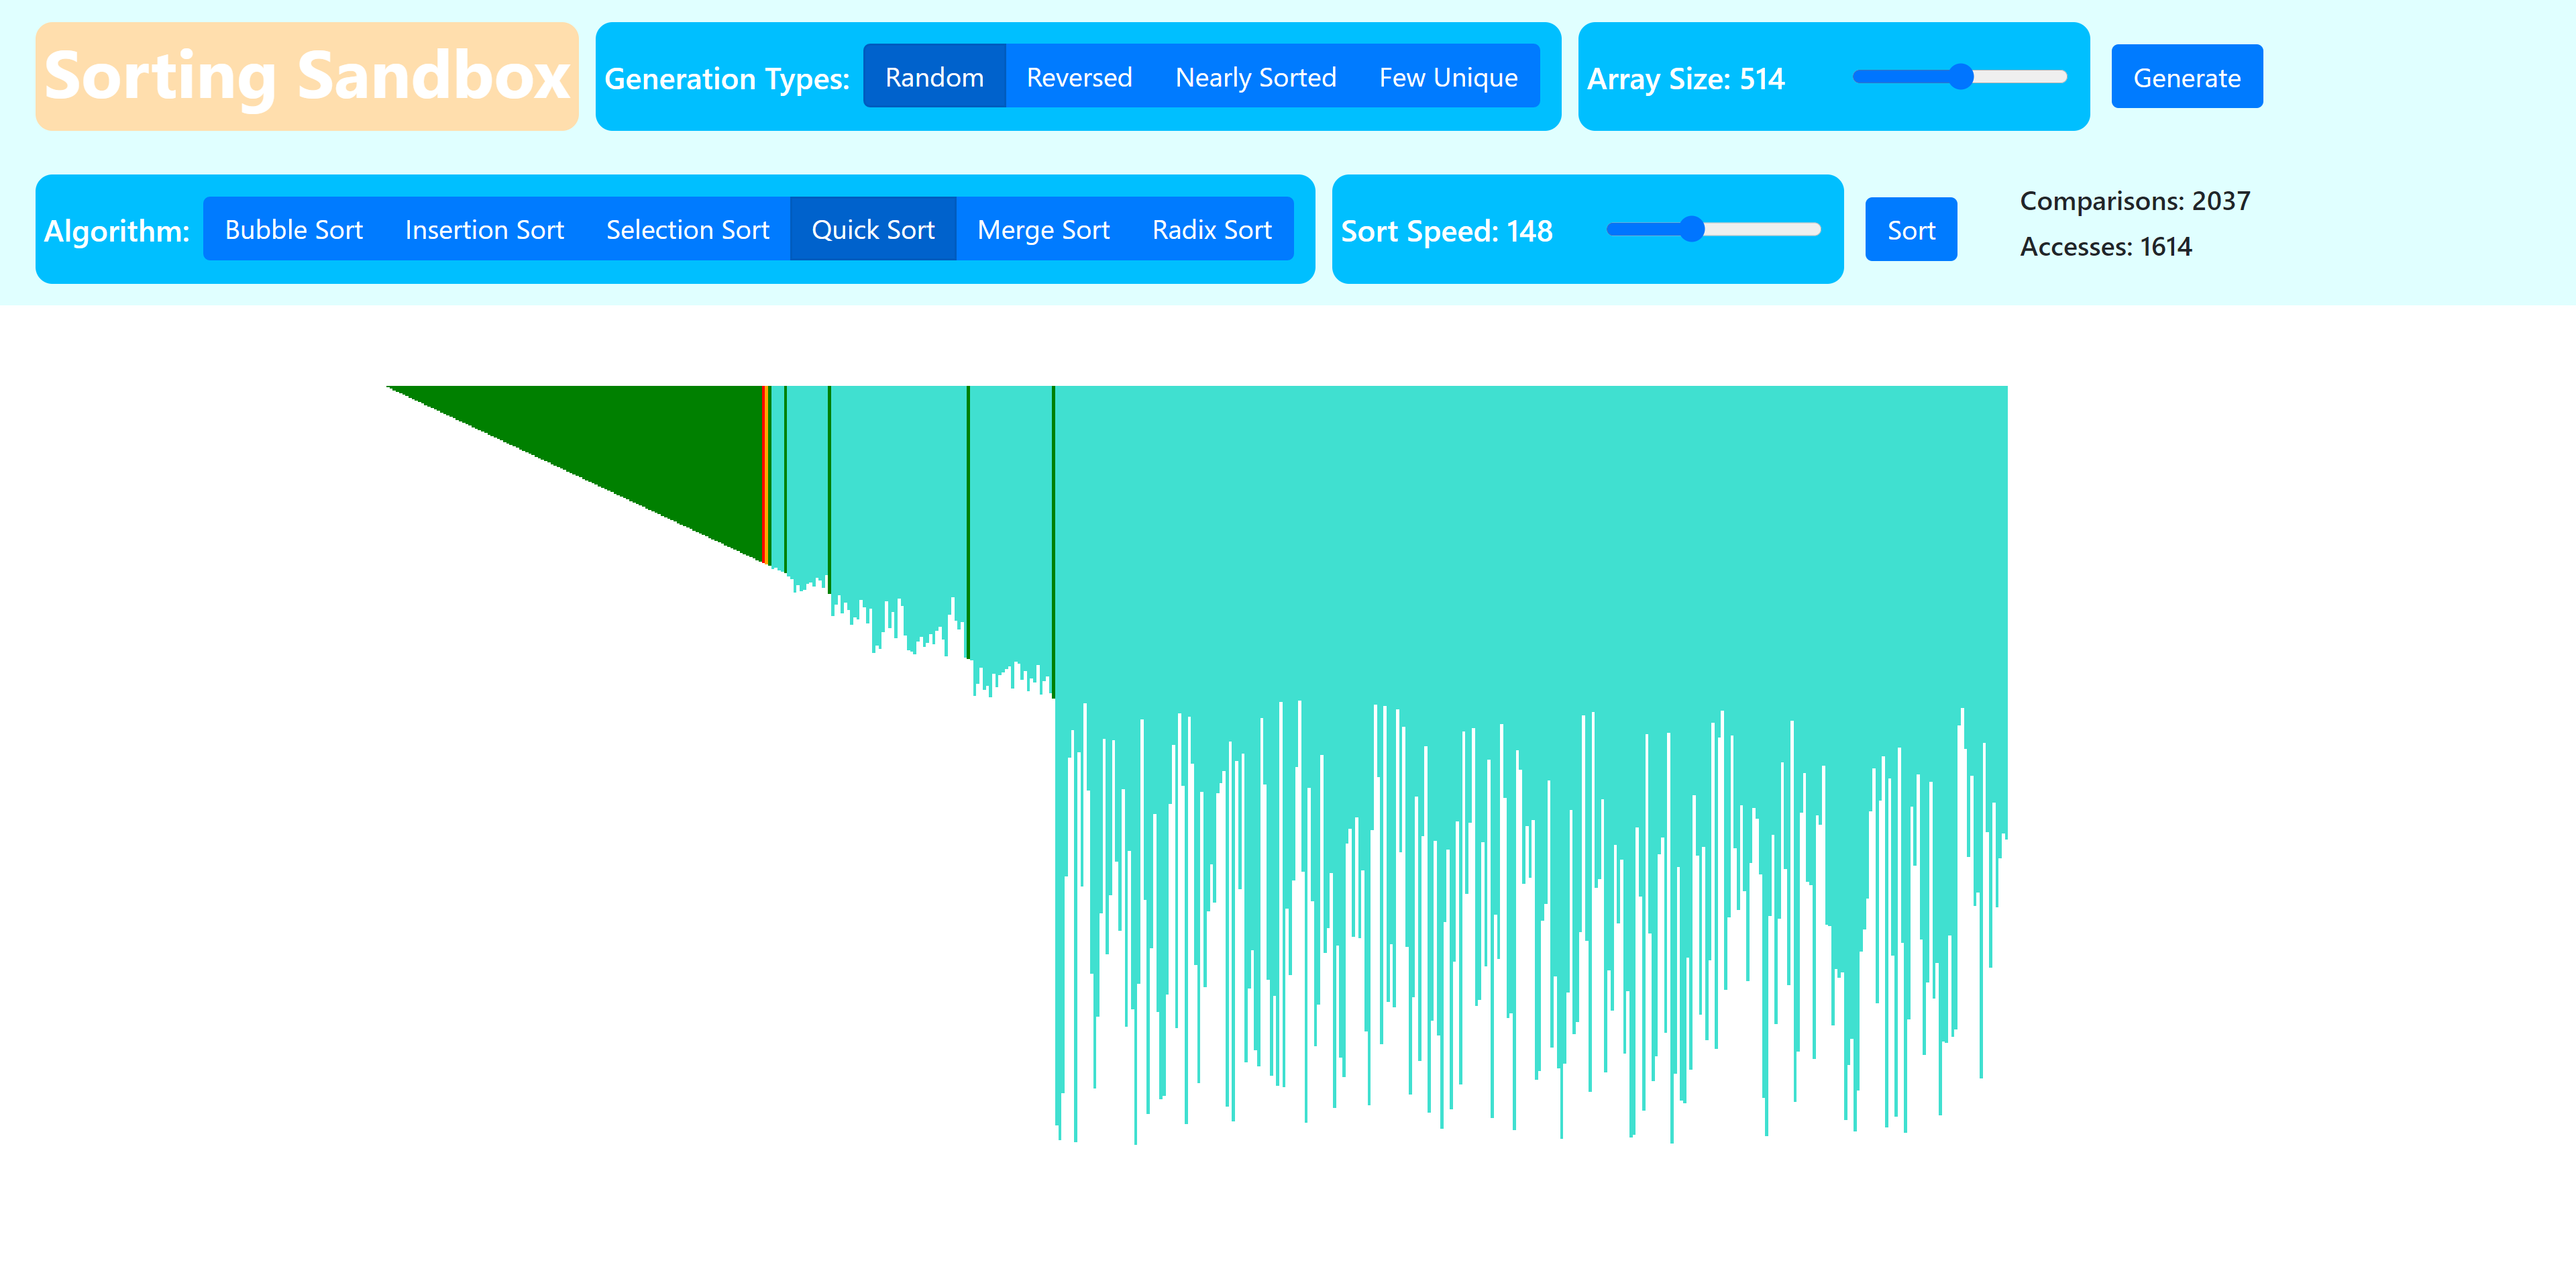 Sorting Sandbox
Generation Types: Random Reversed Nearly Sorted Few Unique
Array Size: 514
Generate
Algorithm: Bubble Sort Insertion Sort Selection Sort Quick Sort Merge Sort Radix Sort
Sort Speed: 148
Sort
Comparisons: 2037
Accesses: 1614